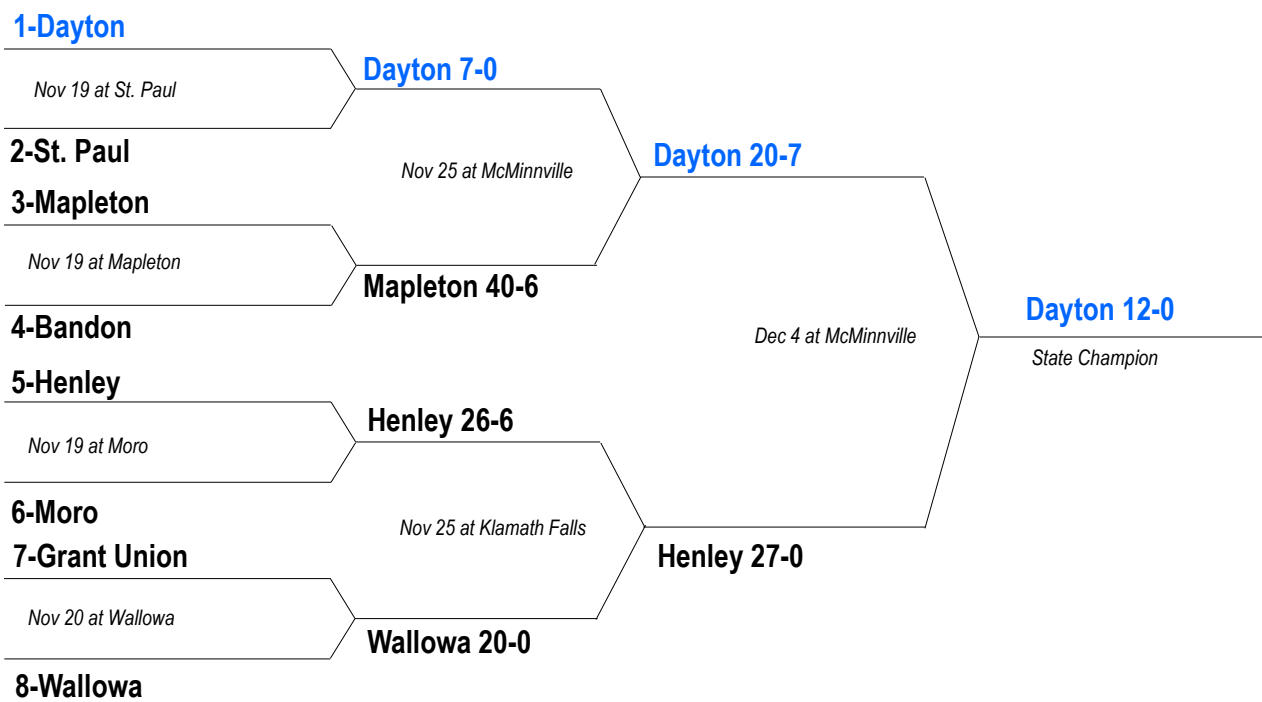 1-Dayton
Nov 19 at St. Paul
2-St. Paul
3-Mapleton
Nov 19 at Mapleton
4-Bandon
5-Henley
Nov 19 at Moro
6-Moro
7-Grant Union
Nov 20 at Wallowa
8-Wallowa
Dayton 7-0
Nov 25 at McMinnville
Mapleton 40-6
Henley 26-6
Nov 25 at Klamath Falls
Wallowa 20-0
Dayton 20-7
Dec 4 at McMinnville
Henley 27-0
Dayton 12-0
State Champion